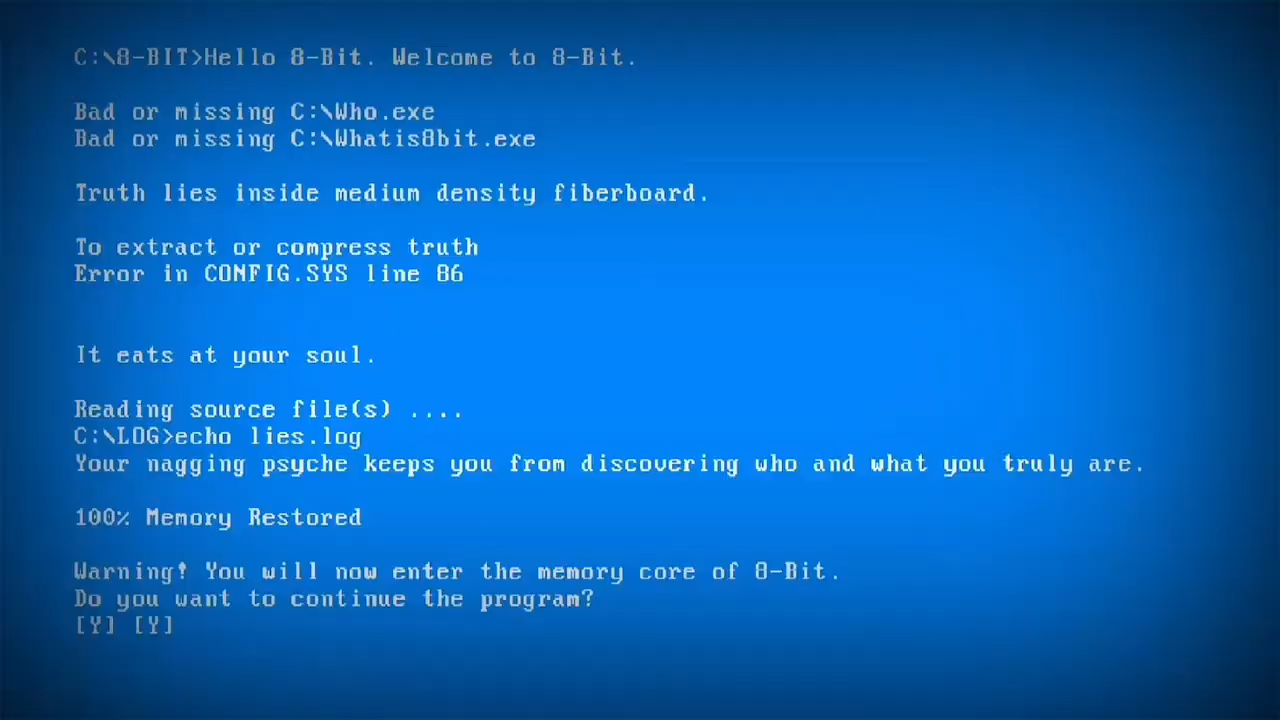 C:\8-BIT>Hello 8-Bit. Welcome to 8-Bit.
Bad or missing C:\Who.exe
Bad or missing C:\Whatis8bit.exe
Truth lies inside medium density fiberboard.
To extract or compress truth
Error in CONFIG.SYS line 86
It eats at your soul.
Reading source file(s) ....
C:\LOG>echo lies.log
Your nagging psyche keeps you from discovering who and what you truly are.
100% Memory Restored
Warning! You will now enter the memory core of 8-Bit.
Do you want to continue the program?
[Y] [Y]